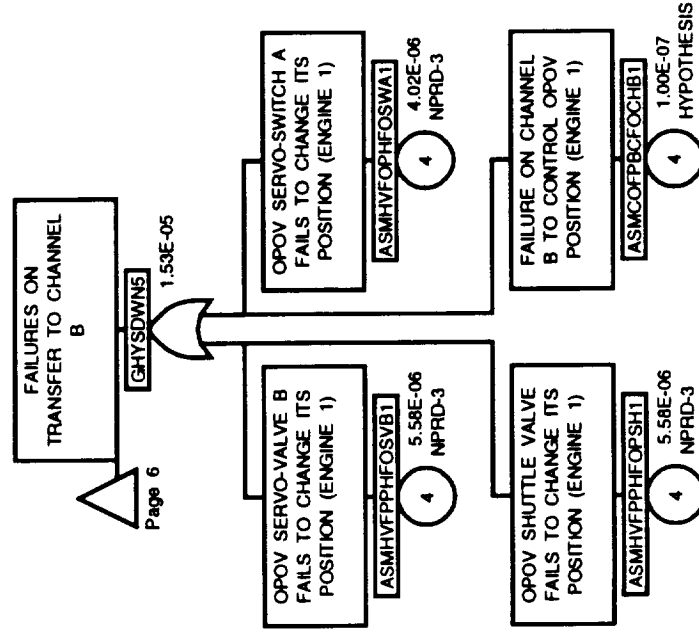 FAILURES ON
TRANSFER TO CHANNEL
B
GHYSDWN5
1.53E-05
Page 6
OPOV SERVO-VALVE B
FAILS TO CHANGE ITS
POSITION (ENGINE 1)
ASMHVFPPHFOSVB1
4
5.58E-06
NPRD-3
OPOV SERVO-SWITCH A
FAILS TO CHANGE ITS
POSITION (ENGINE 1)
ASMHVFOPHFOSWA1
4
4.02E-06
NPRD-3
OPOV SHUTTLE VALVE
FAILS TO CHANGE ITS
POSITION (ENGINE 1)
ASMHVFPPHFOPSH1
4
5.58E-06
NPRD-3
FAILURE ON CHANNEL
B TO CONTROL OPOV
POSITION (ENGINE 1)
ASMCOFPBCFOCHB1
4
1.00E-07
HYPOTHESIS